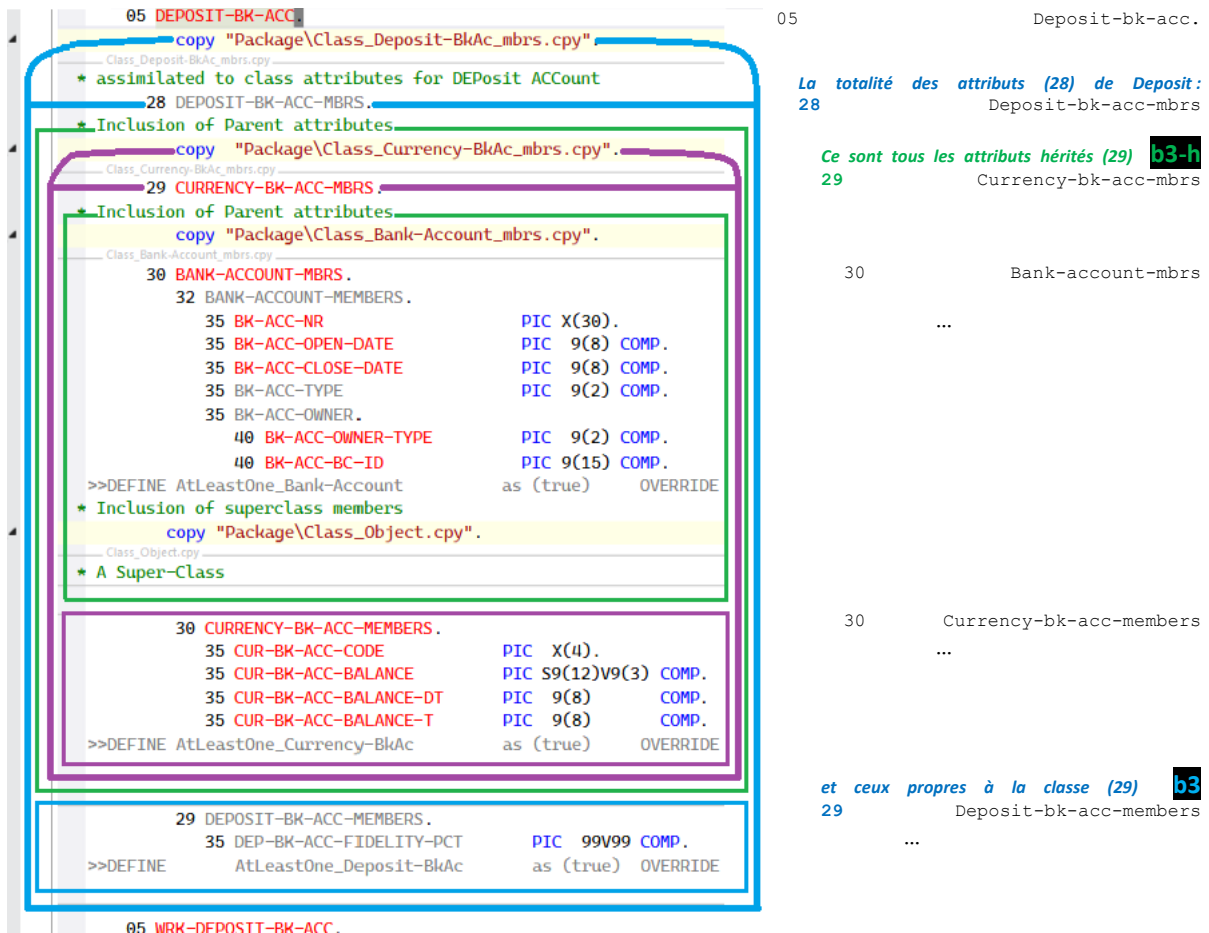 05 DEPOSIT-BK-ACC.
copy "Package\Class_Deposit-BkAc_mbrs.cpy".
Class_Deposit-BkAc_mbrs.cpy
* assimilated to class attributes for DEPosit ACCount
28 DEPOSIT-BK-ACC-MBRS.
* Inclusion of Parent attributes
copy "Package\Class_Currency-BkAc_mbrs.cpy".
Class_Currency-BkAc_mbrs.cpy
29 CURRENCY-BK-ACC-MBRS.
* Inclusion of Parent attributes
copy "Package\Class_Bank-Account_mbrs.cpy".
Class_Bank-Account_mbrs.cpy
30 BANK-ACCOUNT-MBRS.
32 BANK-ACCOUNT-MEMBERS.
35 BK-ACC-NR PIC X(30).
35 BK-ACC-OPEN-DATE PIC 9(8) COMP.
35 BK-ACC-CLOSE-DATE PIC 9(8) COMP.
35 BK-ACC-TYPE PIC 9(2) COMP.
35 BK-ACC-OWNER.
40 BK-ACC-OWNER-TYPE PIC 9(2) COMP.
40 BK-ACC-BC-ID PIC 9(15) COMP.
>>DEFINE AtLeastOne_Bank-Account as (true) OVERRIDE
* Inclusion of superclass members
copy "Package\Class_Object.cpy".
Class_Object.cpy
* A Super-Class
30 CURRENCY-BK-ACC-MEMBERS.
35 CUR-BK-ACC-CODE PIC X(4).
35 CUR-BK-ACC-BALANCE PIC S9(12)V9(3) COMP.
35 CUR-BK-ACC-BALANCE-DT PIC 9(8) COMP.
35 CUR-BK-ACC-BALANCE-T PIC 9(8) COMP.
>>DEFINE AtLeastOne_Currency-BkAc as (true) OVERRIDE
29 DEPOSIT-BK-ACC-MEMBERS.
35 DEP-BK-ACC-FIDELITY-PCT PIC 99V99 COMP.
>>DEFINE AtLeastOne_Deposit-BkAc as (true) OVERRIDE
05 WRK-DEPOSIT-BK-ACC.
05 Deposit-bk-acc.
La totalité des attributs (28) de Deposit :
28 Deposit-bk-acc-mbrs
Ce sont tous les attributs hérités (29) b3-h
29 Currency-bk-acc-mbrs
30 Bank-account-mbrs
…
30 Currency-bk-acc-members
…
et ceux propres à la classe (29) b3
29 Deposit-bk-acc-members
…